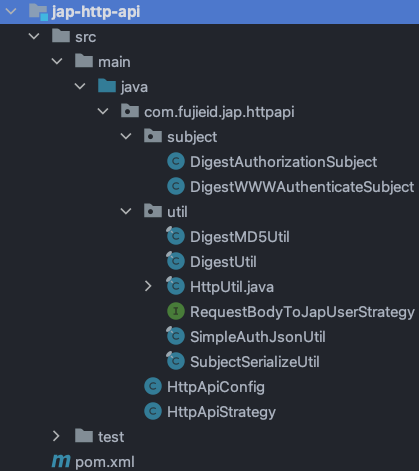 jap-http-api
src
main
java
com.fujieid.jap.httpapi
subject
DigestAuthorizationSubject
DigestWWWAuthenticateSubject
util
DigestMD5Util
DigestUtil
HttpUtil.java
RequestBodyToJapUserStrategy
SimpleAuthJsonUtil
SubjectSerializeUtil
HttpApiConfig
HttpApiStrategy
test
pom.xml